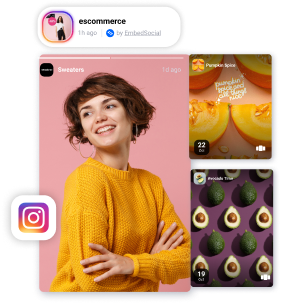 escommerce
1h ago
by EmbedSocial
Sweaters
1d ago
Pumpkin Spice
22
Oct
Avocado Time
19
Oct